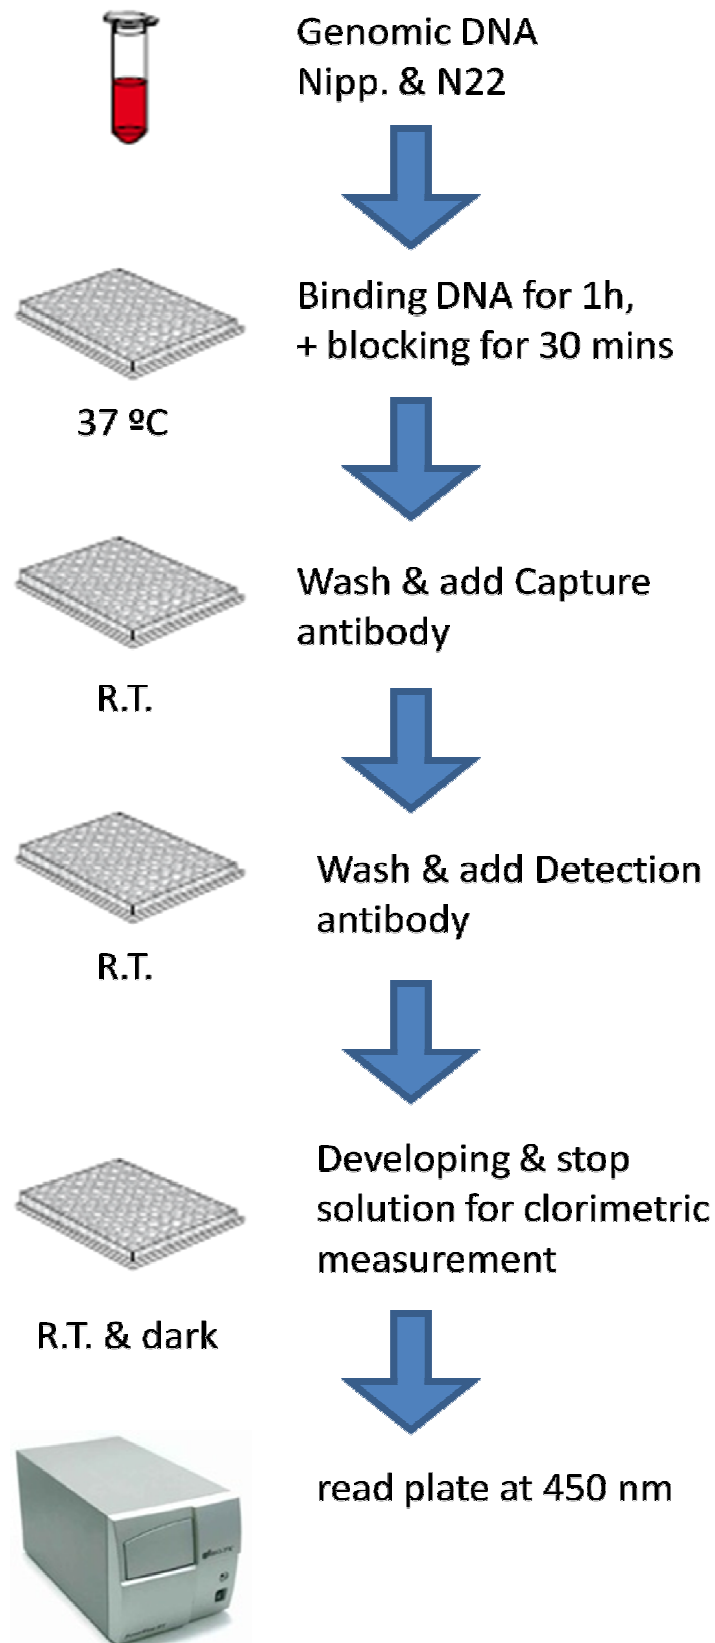 Genomic DNA
Nipp. & N22
Binding DNA for 1h,
+ blocking for 30 mins
37 ºC
Wash & add Capture
antibody
R.T.
Wash & add Detection
antibody
R.T.
Developing & stop
solution for clorimetric
measurement
R.T. & dark
read plate at 450 nm